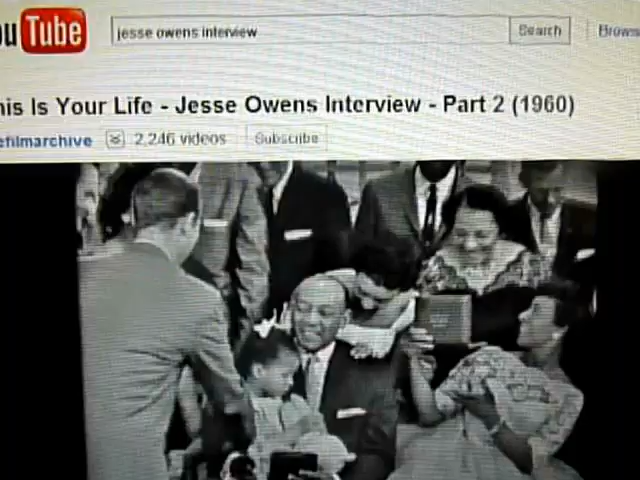 ou Tube jesse owens interview Search Brows
his Is Your Life - Jesse Owens Interview - Part 2 (1960)
efilmarchive 2,246 videos Subscribe